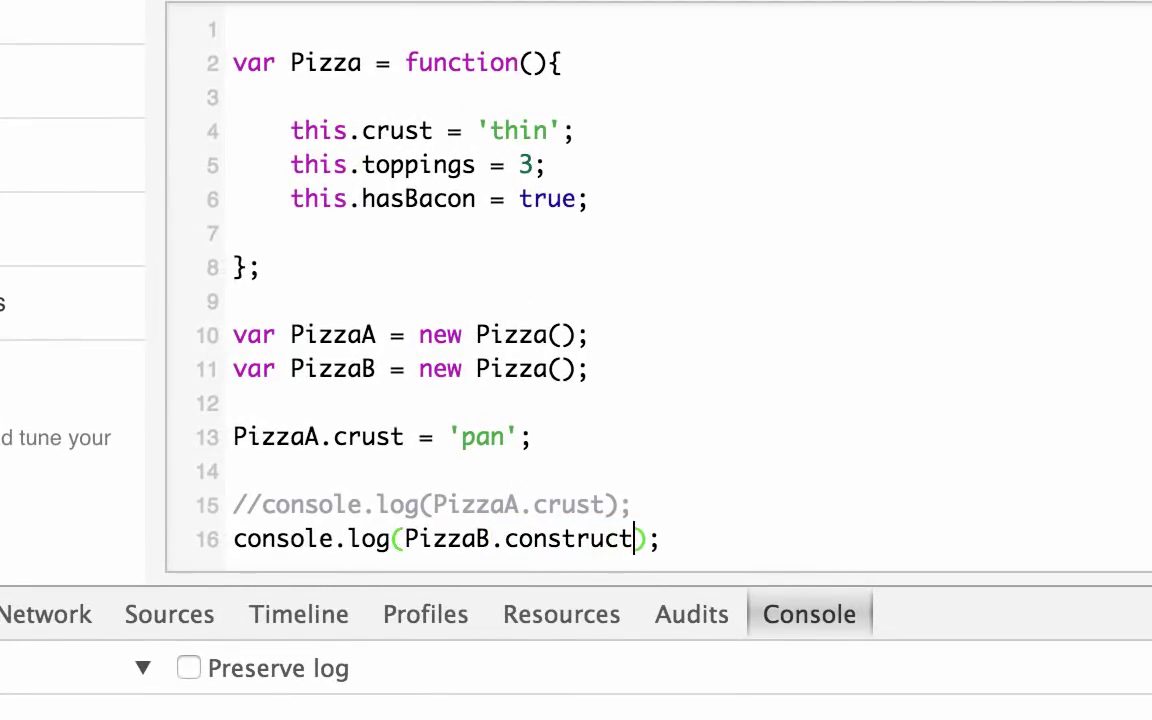 1
2 var Pizza = function(){
3
4 this.crust = 'thin';
5 this.toppings = 3;
6 this.hasBacon = true;
7
8 };
9
s
10 var PizzaA = new Pizza();
11 var PizzaB = new Pizza();
12
d tune your
13 PizzaA.crust = 'pan';
14
15 //console.log(PizzaA.crust);
16 console.log(PizzaB.construct);
Network Sources Timeline Profiles Resources Audits Console
▼ Preserve log